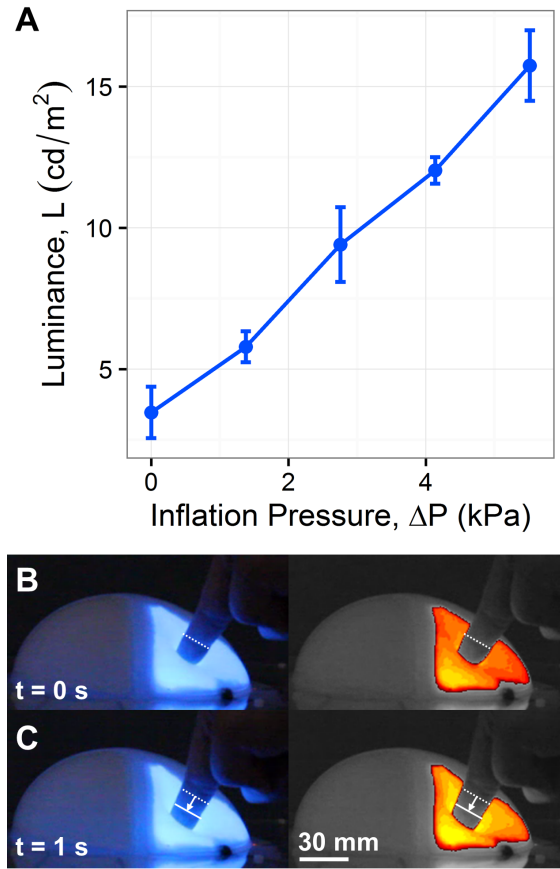 A
Luminance, L (cd/m²)
15
10
5
0 2 4
Inflation Pressure, ΔP (kPa)
B
t = 0 s
C
t = 1 s
30 mm